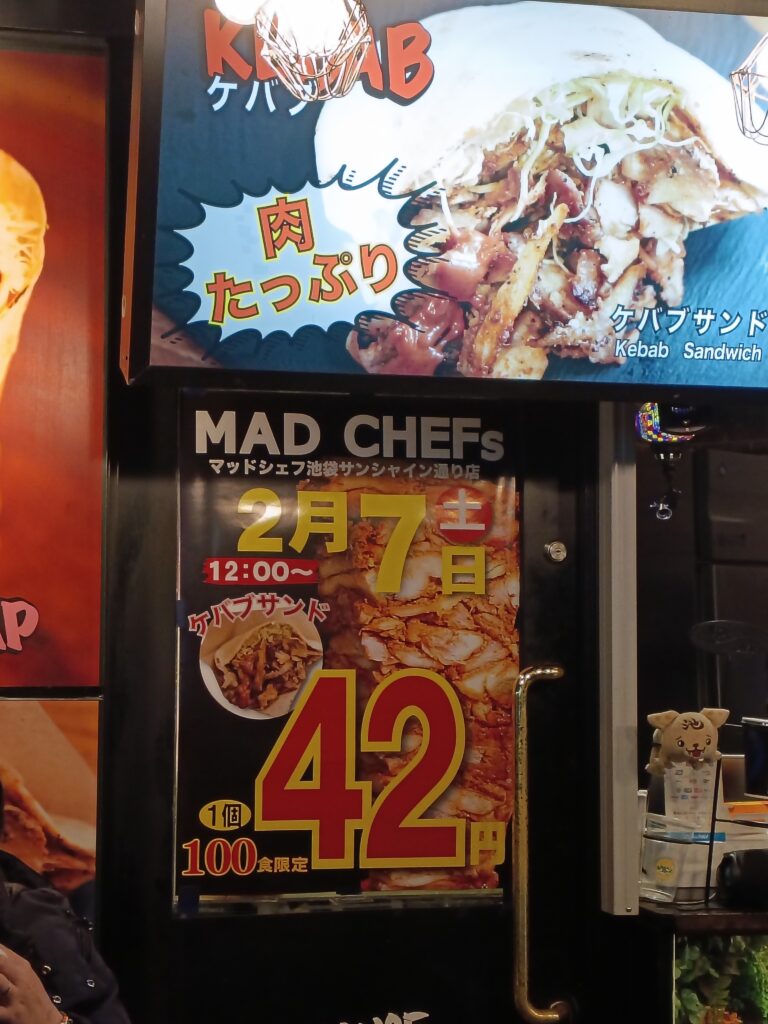 KEBAB
ケバブ
肉
たっぷり
ケバブサンド
Kebab Sandwich
MAD CHEFs
マッドシェフ池袋サンシャイン通り店
2月7日
土
12:00〜
ケバブサンド
1個
42円
100食限定
AP